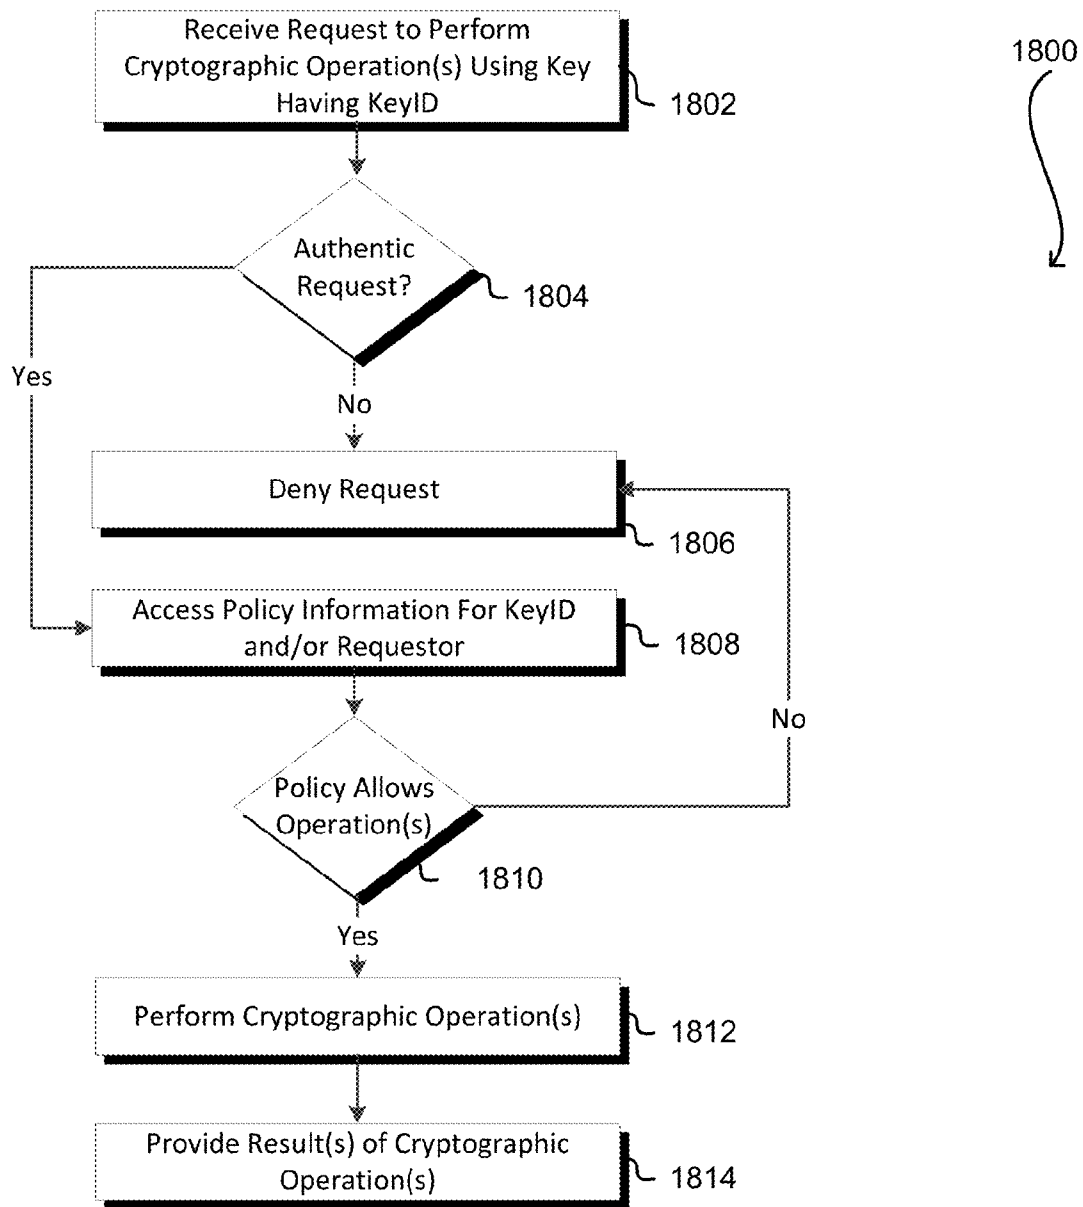 Receive Request to Perform
Cryptographic Operation(s) Using Key
Having KeyID
1802
1800
Authentic
Request?
1804
Yes
No
Deny Request
1806
Access Policy Information For KeyID
and/or Requestor
1808
No
Policy Allows
Operation(s)
1810
Yes
Perform Cryptographic Operation(s)
1812
Provide Result(s) of Cryptographic
Operation(s)
1814